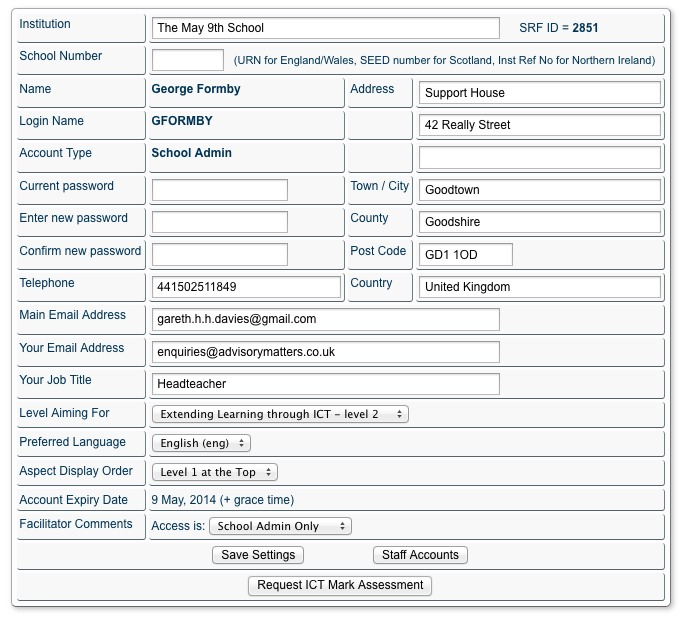 Institution The May 9th School SRF ID = 2851
School Number (URN for England/Wales, SEED number for Scotland, Inst Ref No for Northern Ireland)
Name George Formby Address Support House
Login Name GFORMBY 42 Really Street
Account Type School Admin
Current password Town / City Goodtown
Enter new password County Goodshire
Confirm new password Post Code GD1 1OD
Telephone 441502511849 Country United Kingdom
Main Email Address gareth.h.h.davies@gmail.com
Your Email Address enquiries@advisorymatters.co.uk
Your Job Title Headteacher
Level Aiming For Extending Learning through ICT – level 2
Preferred Language English (eng)
Aspect Display Order Level 1 at the Top
Account Expiry Date 9 May, 2014 (+ grace time)
Facilitator Comments Access is: School Admin Only
Save Settings Staff Accounts
Request ICT Mark Assessment